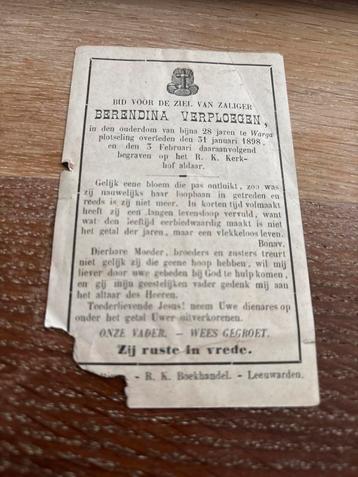 BID VOOR DE ZIEL VAN ZALIGER
BERENDINA VERPLOEGEN,
in den ouderdom van bijna 28 jaren te Warga
plotseling overleden den 31 januari 1898,
en den 3 Februari daaraanvolgend
begraven op het R. K. Kerk-
hof aldaar.
Gelijk eene bloem die pas ontluikt, zoo was
zij nauwelijks haar loopbaan in getreden en
reeds is zij niet meer. In korten tijd volmaakt
heeft zij een langen levensloop vervuld, want
wat den leeftijd eerbiedwaardig maakt is niet
het getal der jaren, maar een vlekkeloos leven.
Bonav.
Dierbare Moeder, broeders en zusters treurt
niet gelijk zij die geene hoop hebben, wil mij
liever door uwe gebeden bij God te hulp komen,
en gij mijn geestelijken vader gedenk mij aan het
altaar des Heeren.
Teederlievende Jesus! neem Uwe dienares op
onder het getal Uwer uitverkorenen.
ONZE VADER. - WEES GEGROET.
Zij ruste in vrede.
- R. K. Boekhandel. - Leeuwarden.